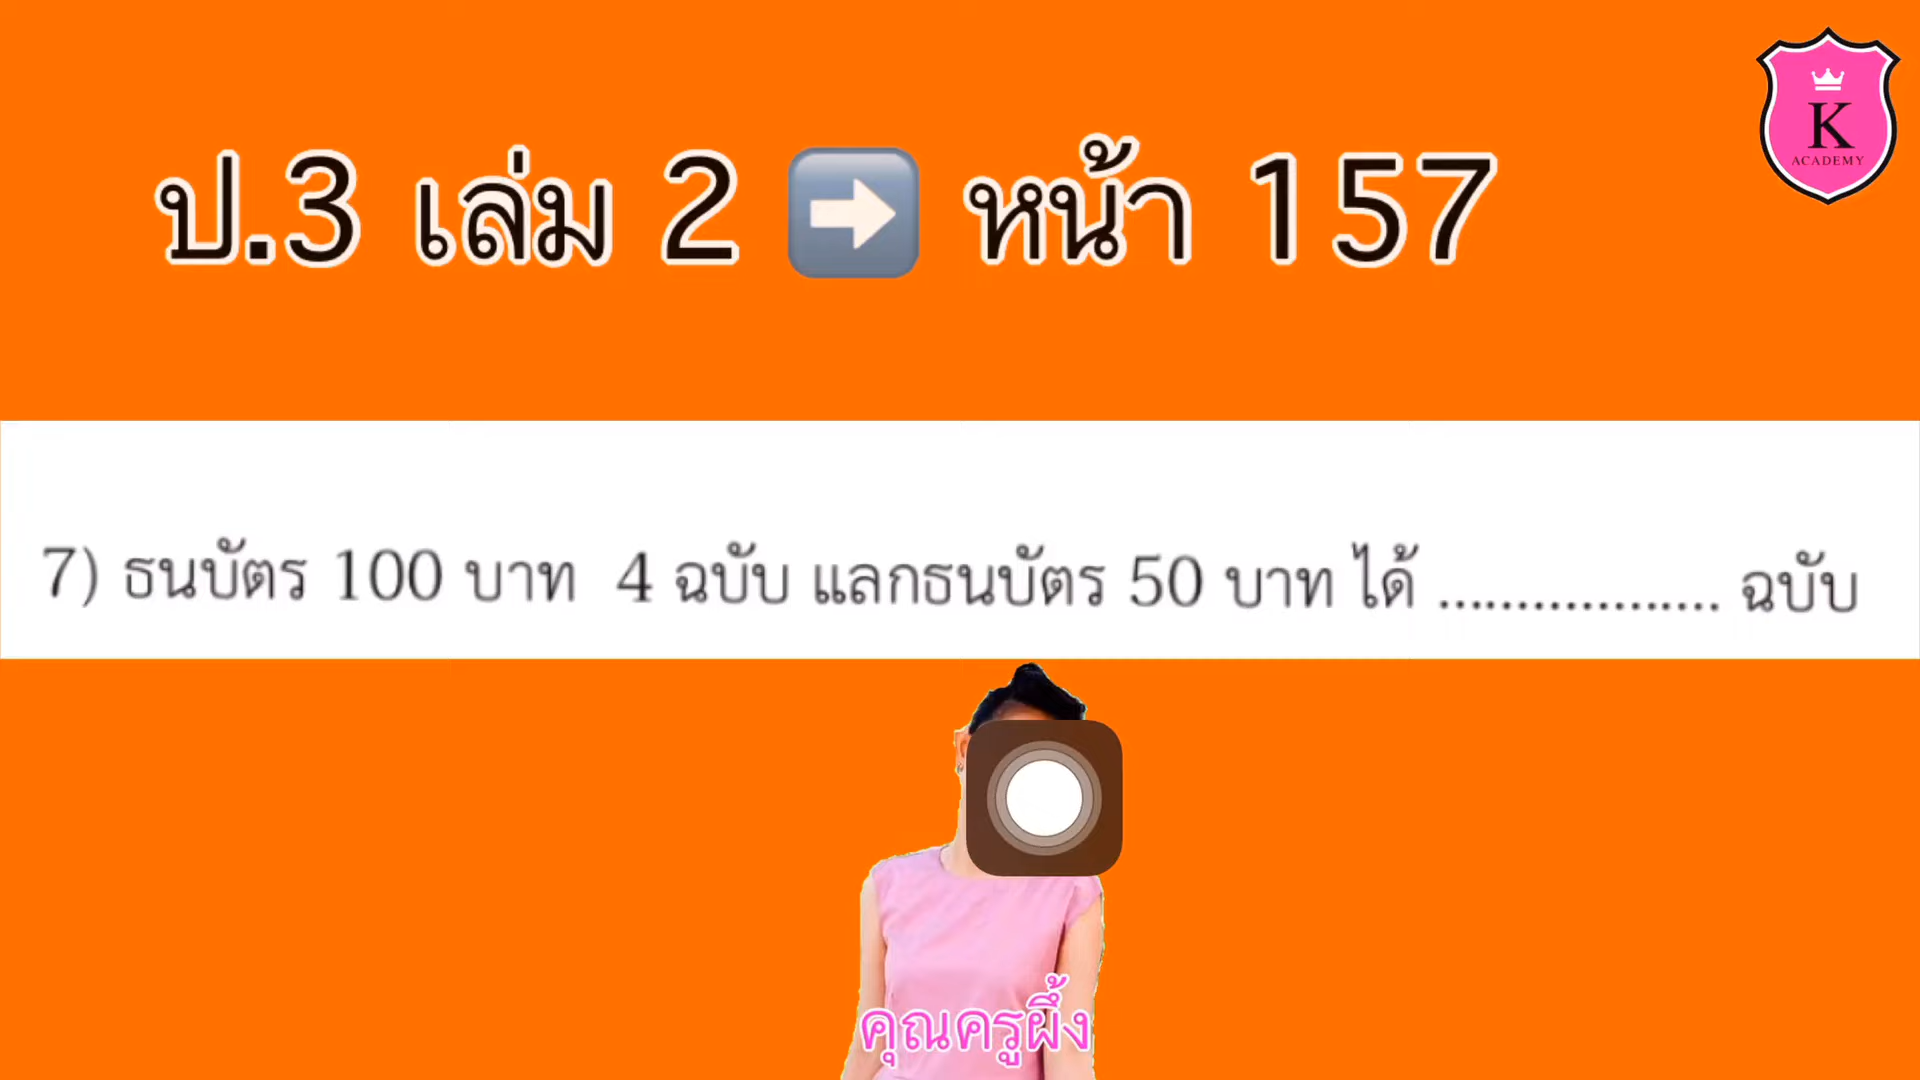 K
ACADEMY
ป.3 เล่ม 2 ➡ หน้า 157
7) ธนบัตร 100 บาท 4 ฉบับ แลกธนบัตร 50 บาท ได้ .................. ฉบับ
คุณครูผึ้ง